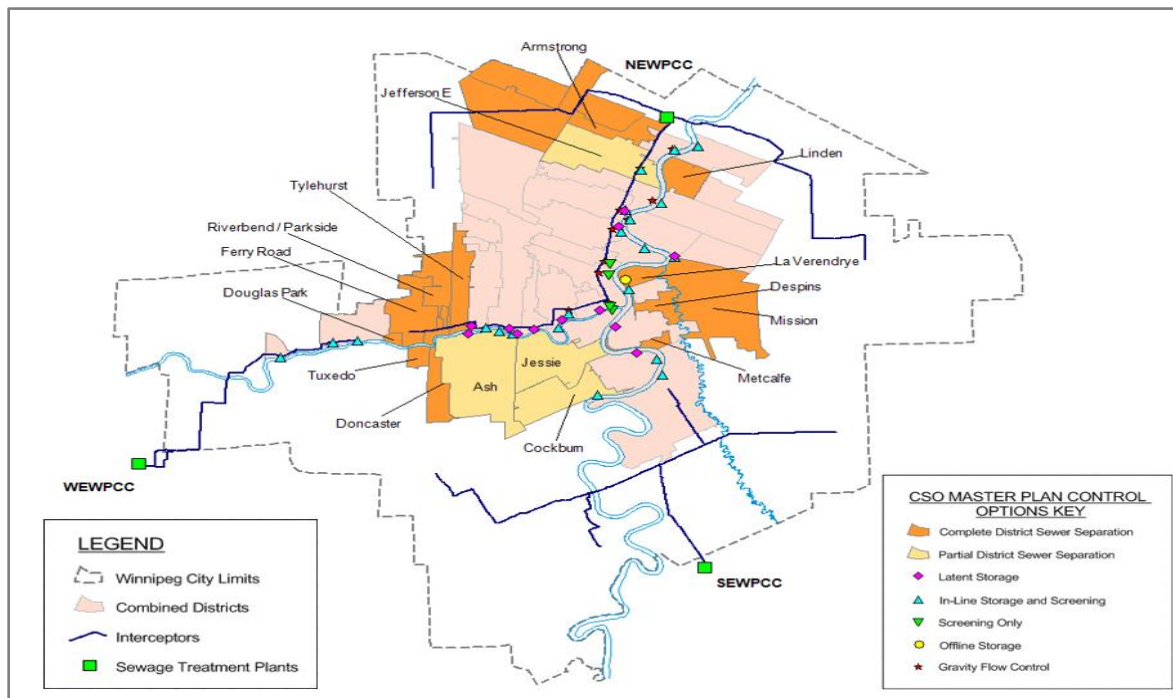 Armstrong
NEWPCC
Jefferson E
Linden
Tylehurst
Riverbend / Parkside
Ferry Road
La Verendrye
Douglas Park
Despins
Mission
Jessie
Tuxedo
Metcalfe
Ash
Doncaster
Cockburn
WEWPCC
SEWPCC
LEGEND
Winnipeg City Limits
Combined Districts
Interceptors
Sewage Treatment Plants
CSO MASTER PLAN CONTROL
OPTIONS KEY
Complete District Sewer Separation
Partial District Sewer Separation
Latent Storage
In-Line Storage and Screening
Screening Only
Offline Storage
Gravity Flow Control